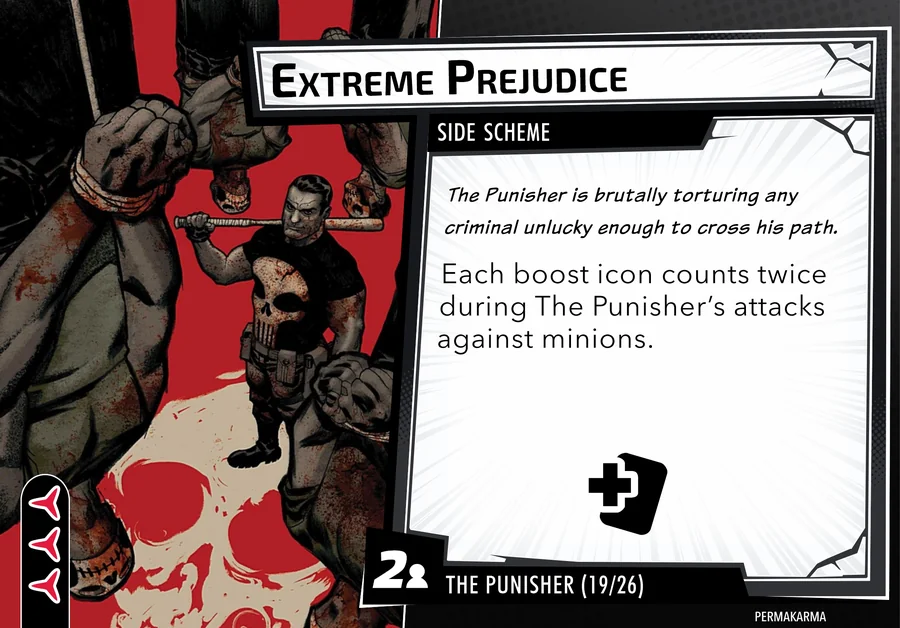 EXTREME PREJUDICE
SIDE SCHEME
The Punisher is brutally torturing any
criminal unlucky enough to cross his path.
Each boost icon counts twice
during The Punisher's attacks
against minions.
2
THE PUNISHER (19/26)
PERMAKARMA